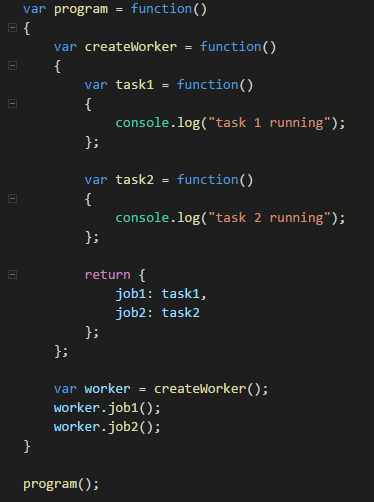 var program = function()
{
    var createWorker = function()
    {
        var task1 = function()
        {
            console.log("task 1 running");
        };

        var task2 = function()
        {
            console.log("task 2 running");
        };

        return {
            job1: task1,
            job2: task2
        };
    };

    var worker = createWorker();
    worker.job1();
    worker.job2();
}

program();